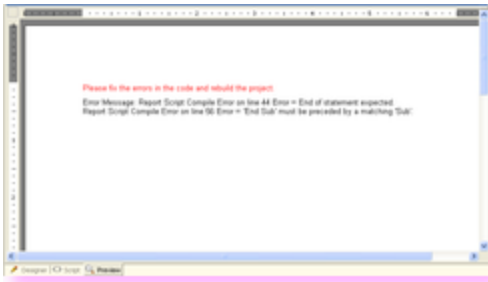 Please fix the errors in the code and rebuild the project.
Error Message: Report Script Compile Error on line 44 Error = End of statement expected.
Report Script Compile Error on line 56 Error = 'End Sub' must be preceded by a matching 'Sub'.
Designer Script Preview